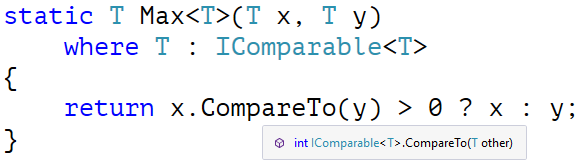 static T Max<T>(T x, T y)
    where T : IComparable<T>
{
    return x.CompareTo(y) > 0 ? x : y;
int IComparable<T>.CompareTo(T other)
}